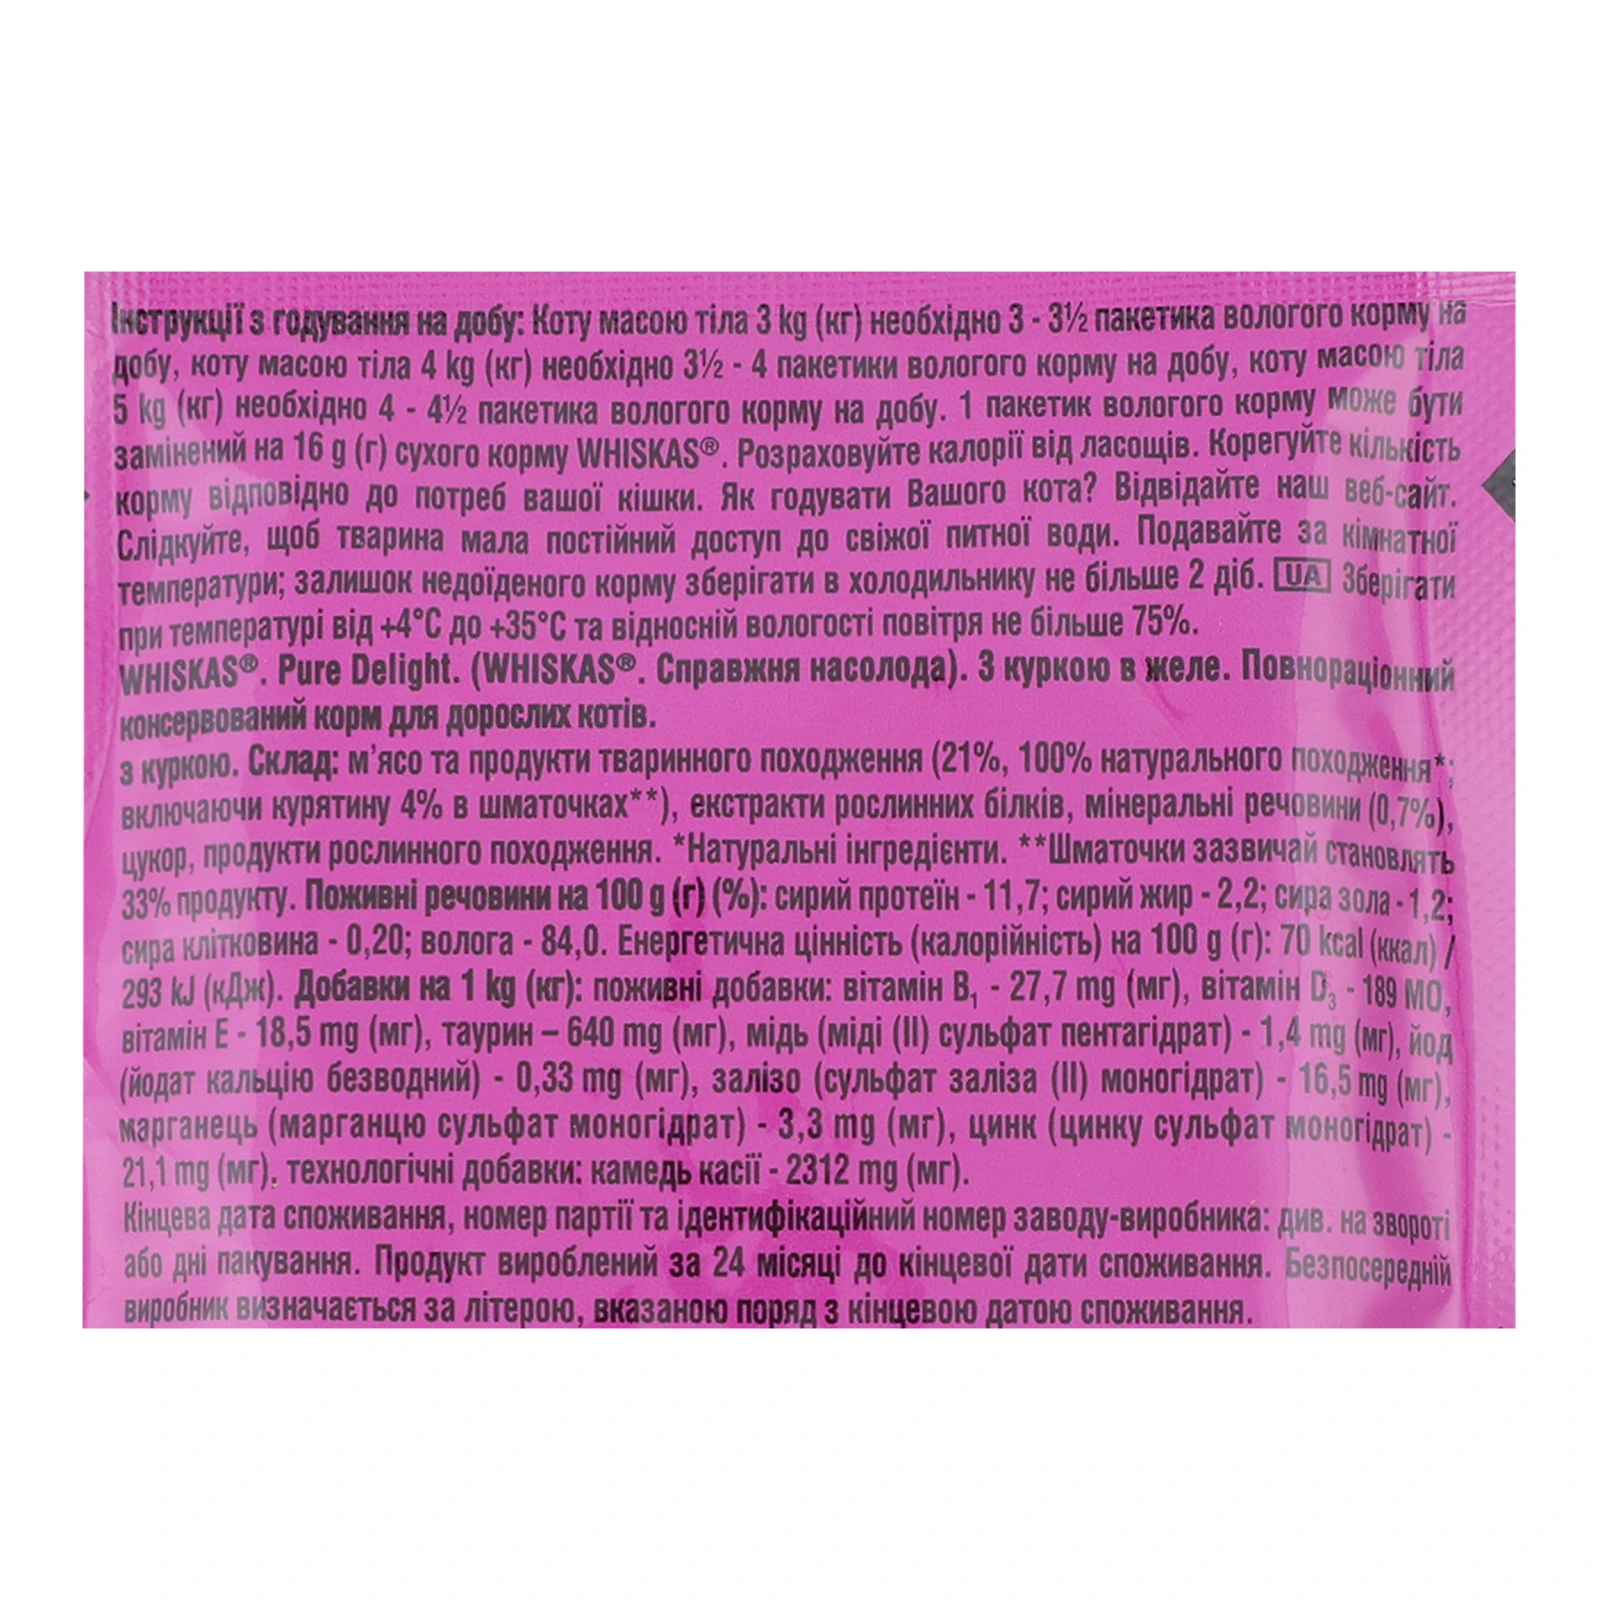 Інструкції з годування на добу: Коту масою тіла 3 kg (кг) необхідно 3 - 3½ пакетика вологого корму на
добу, коту масою тіла 4 kg (кг) необхідно 3½ - 4 пакетики вологого корму на добу, коту масою тіла
5 kg (кг) необхідно 4 - 4½ пакетика вологого корму на добу. 1 пакетик вологого корму може бути
замінений на 16 g (г) сухого корму WHISKAS®. Розраховуйте калорії від ласощів. Корегуйте кількість
корму відповідно до потреб вашої кішки. Як годувати Вашого кота? Відвідайте наш веб-сайт.
Слідкуйте, щоб тварина мала постійний доступ до свіжої питної води. Подавайте за кімнатної
температури; залишок недоїденого корму зберігати в холодильнику не більше 2 діб. UA Зберігати
при температурі від +4°C до +35°C та відносній вологості повітря не більше 75%.
WHISKAS®. Pure Delight. (WHISKAS®. Справжня насолода). З куркою в желе. Повнораціонний
консервований корм для дорослих котів.
з куркою. Склад: м’ясо та продукти тваринного походження (21%, 100% натурального походження*;
включаючи курятину 4% в шматочках**), екстракти рослинних білків, мінеральні речовини (0,7%),
цукор, продукти рослинного походження. *Натуральні інгредієнти. **Шматочки зазвичай становлять
33% продукту. Поживні речовини на 100 g (г) (%): сирий протеїн - 11,7; сирий жир - 2,2; сира зола - 1,2;
сира клітковина - 0,20; волога - 84,0. Енергетична цінність (калорійність) на 100 g (г): 70 kcal (ккал) /
293 kJ (кДж). Добавки на 1 kg (кг): поживні добавки: вітамін B₁ - 27,7 mg (мг), вітамін D₃ - 189 МО,
вітамін E - 18,5 mg (мг), таурин – 640 mg (мг), мідь (міді (II) сульфат пентагідрат) - 1,4 mg (мг), йод
(йодат кальцію безводний) - 0,33 mg (мг), залізо (сульфат заліза (II) моногідрат) - 16,5 mg (мг),
марганець (марганцю сульфат моногідрат) - 3,3 mg (мг), цинк (цинку сульфат моногідрат) -
21,1 mg (мг), технологічні добавки: камедь касії - 2312 mg (мг).
Кінцева дата споживання, номер партії та ідентифікаційний номер заводу-виробника: див. на звороті
або дні пакування. Продукт вироблений за 24 місяці до кінцевої дати споживання. Безпосередній
виробник визначається за літерою, вказаною поряд з кінцевою датою споживання.